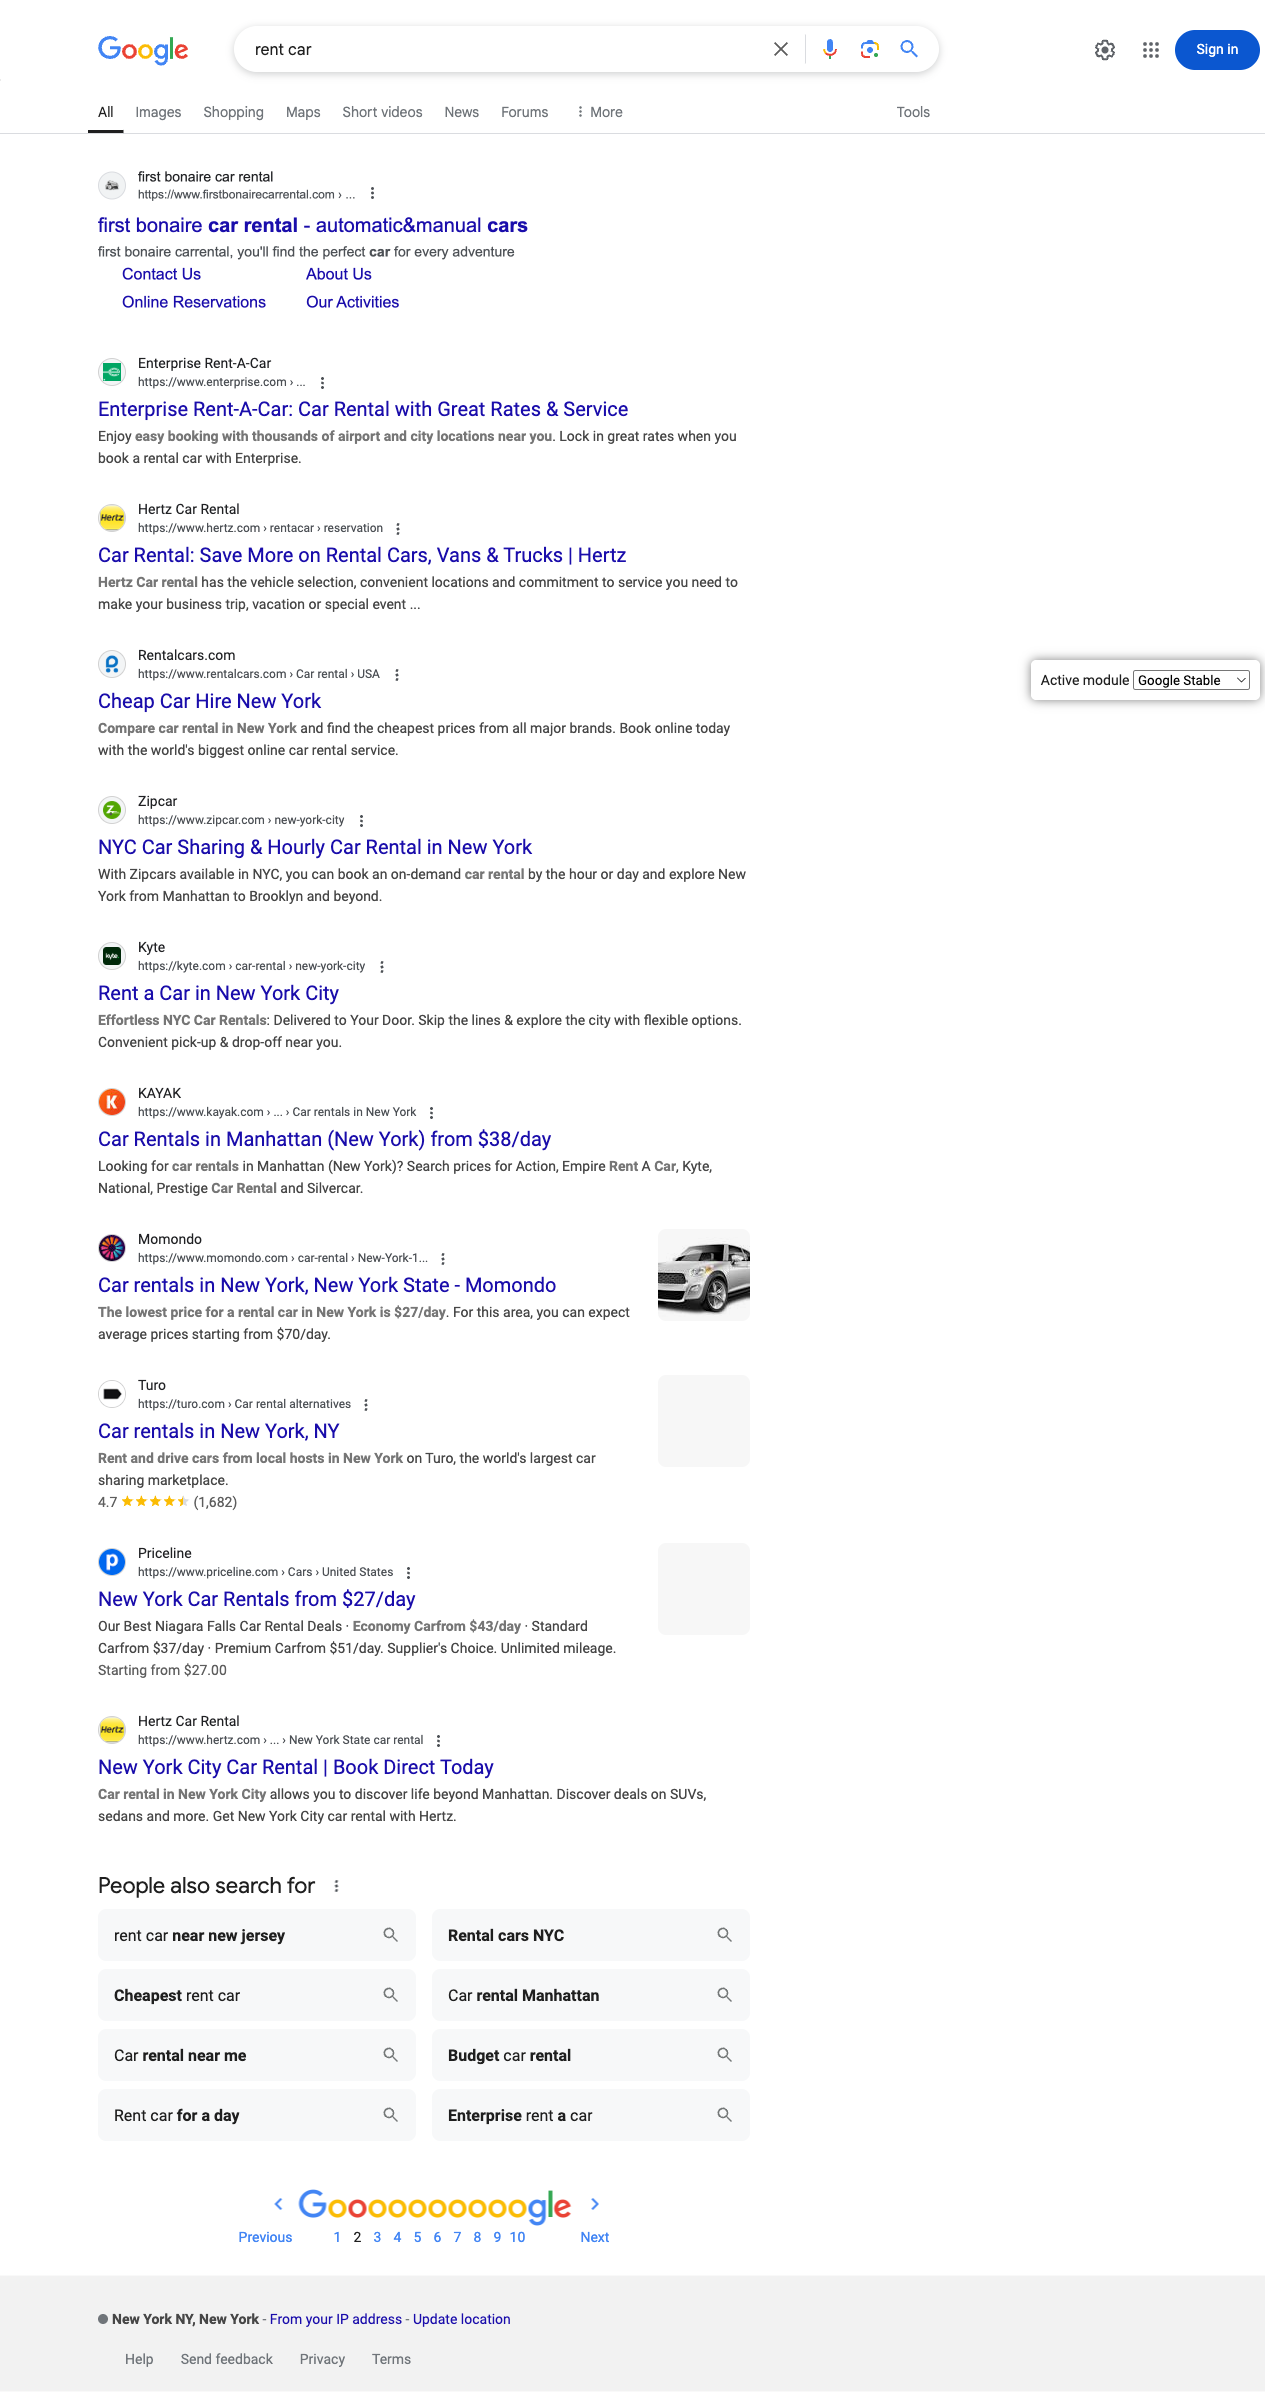 Google
rent car
Sign in
All Images Shopping Maps Short videos News Forums More Tools
first bonaire car rental
https://www.firstbonairecarrental.com › ...
first bonaire car rental - automatic&manual cars
first bonaire carrental, you'll find the perfect car for every adventure
Contact Us About Us
Online Reservations Our Activities
Enterprise Rent-A-Car
https://www.enterprise.com › ...
Enterprise Rent-A-Car: Car Rental with Great Rates & Service
Enjoy easy booking with thousands of airport and city locations near you. Lock in great rates when you
book a rental car with Enterprise.
Hertz
Hertz Car Rental
https://www.hertz.com › rentacar › reservation
Car Rental: Save More on Rental Cars, Vans & Trucks | Hertz
Hertz Car rental has the vehicle selection, convenient locations and commitment to service you need to
make your business trip, vacation or special event ...
Rentalcars.com
https://www.rentalcars.com › Car rental › USA
Active module Google Stable
Cheap Car Hire New York
Compare car rental in New York and find the cheapest prices from all major brands. Book online today
with the world's biggest online car rental service.
Zipcar
https://www.zipcar.com › new-york-city
NYC Car Sharing & Hourly Car Rental in New York
With Zipcars available in NYC, you can book an on-demand car rental by the hour or day and explore New
York from Manhattan to Brooklyn and beyond.
kyte.
Kyte
https://kyte.com › car-rental › new-york-city
Rent a Car in New York City
Effortless NYC Car Rentals: Delivered to Your Door. Skip the lines & explore the city with flexible options.
Convenient pick-up & drop-off near you.
K
KAYAK
https://www.kayak.com › ... › Car rentals in New York
Car Rentals in Manhattan (New York) from $38/day
Looking for car rentals in Manhattan (New York)? Search prices for Action, Empire Rent A Car, Kyte,
National, Prestige Car Rental and Silvercar.
Momondo
https://www.momondo.com › car-rental › New-York-1...
Car rentals in New York, New York State - Momondo
The lowest price for a rental car in New York is $27/day. For this area, you can expect
average prices starting from $70/day.
Turo
https://turo.com › Car rental alternatives
Car rentals in New York, NY
Rent and drive cars from local hosts in New York on Turo, the world's largest car
sharing marketplace.
4.7 (1,682)
p
Priceline
https://www.priceline.com › Cars › United States
New York Car Rentals from $27/day
Our Best Niagara Falls Car Rental Deals · Economy Carfrom $43/day · Standard
Carfrom $37/day · Premium Carfrom $51/day. Supplier's Choice. Unlimited mileage.
Starting from $27.00
Hertz
Hertz Car Rental
https://www.hertz.com › ... › New York State car rental
New York City Car Rental | Book Direct Today
Car rental in New York City allows you to discover life beyond Manhattan. Discover deals on SUVs,
sedans and more. Get New York City car rental with Hertz.
People also search for
rent car near new jersey
Rental cars NYC
Cheapest rent car
Car rental Manhattan
Car rental near me
Budget car rental
Rent car for a day
Enterprise rent a car
Goooooooooogle
Previous 1 2 3 4 5 6 7 8 9 10 Next
New York NY, New York - From your IP address - Update location
Help Send feedback Privacy Terms